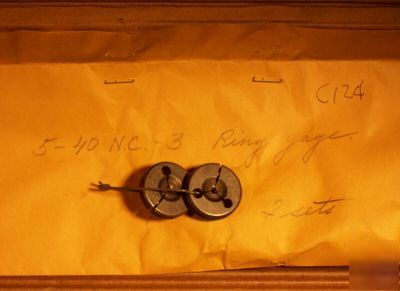 C124
5-40 N.C.-3 Ring gage.
2 sets